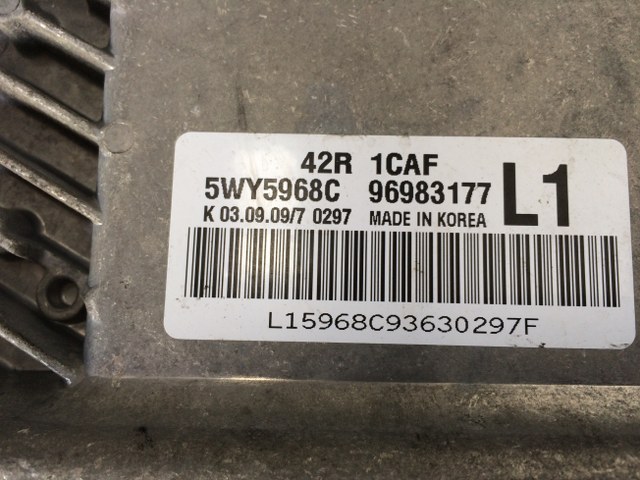 42R 1CAF
5WY5968C 96983177 L1
K 03.09.09/7 0297 MADE IN KOREA
L15968C93630297F